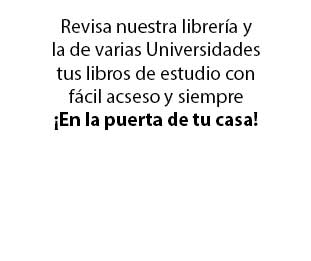 Revisa nuestra librería y
la de varias Universidades
tus libros de estudio con
fácil acseso y siempre
¡En la puerta de tu casa!